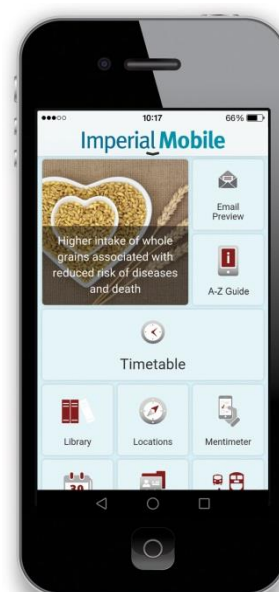 10:17
66%
Imperial Mobile
Higher intake of whole
grains associated with
reduced risk of diseases
and death
Email
Preview
A-Z Guide
Timetable
Library
Locations
Mentimeter
30